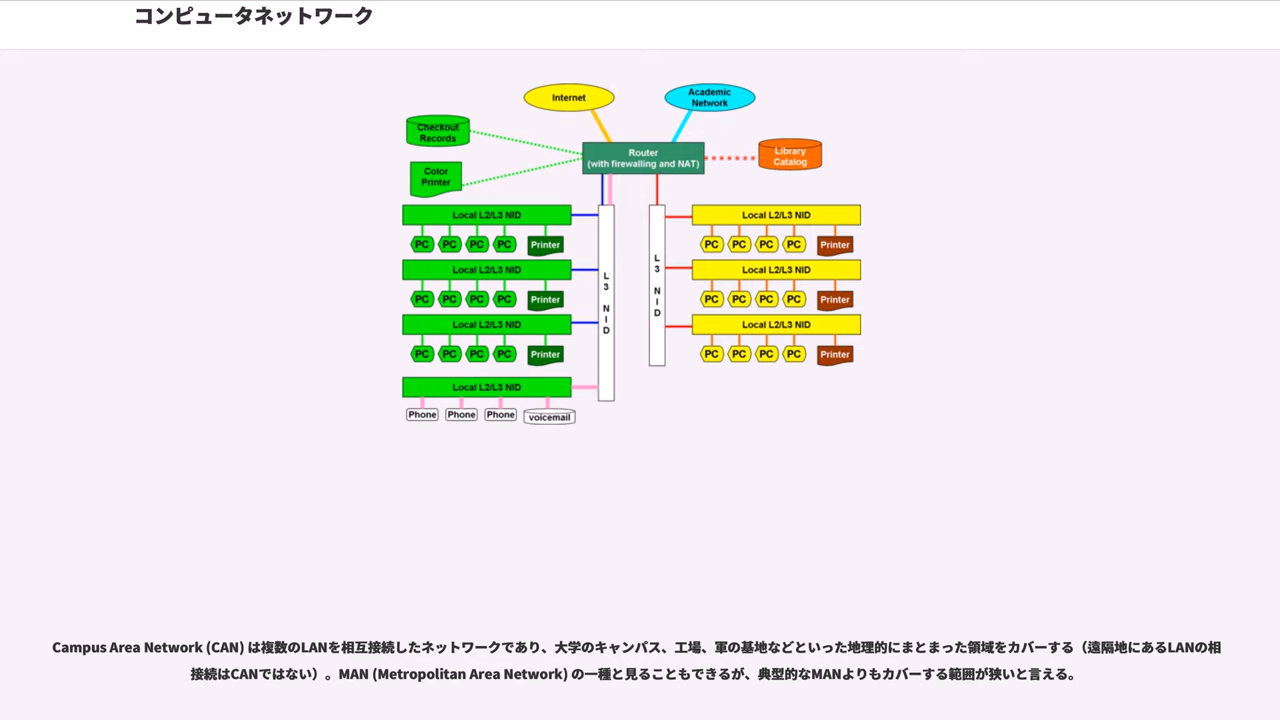 コンピュータネットワーク
Internet
Academic
Network
Checkout
Records
Router
(with firewalling and NAT)
Library
Catalog
Color
Printer
Local L2/L3 NID
Local L2/L3 NID
PC PC PC PC Printer
PC PC PC PC Printer
Local L2/L3 NID
Local L2/L3 NID
L3 NID
L3 NID
PC PC PC PC Printer
PC PC PC PC Printer
Local L2/L3 NID
Local L2/L3 NID
PC PC PC PC Printer
PC PC PC PC Printer
Local L2/L3 NID
Phone Phone Phone voicemail
Campus Area Network (CAN) は複数のLANを相互接続したネットワークであり、大学のキャンパス、工場、軍の基地などといった地理的にまとまった領域をカバーする（遠隔地にあるLANの相
接続はCANではない）。MAN (Metropolitan Area Network) の一種と見ることもできるが、典型的なMANよりもカバーする範囲が狭いと言える。